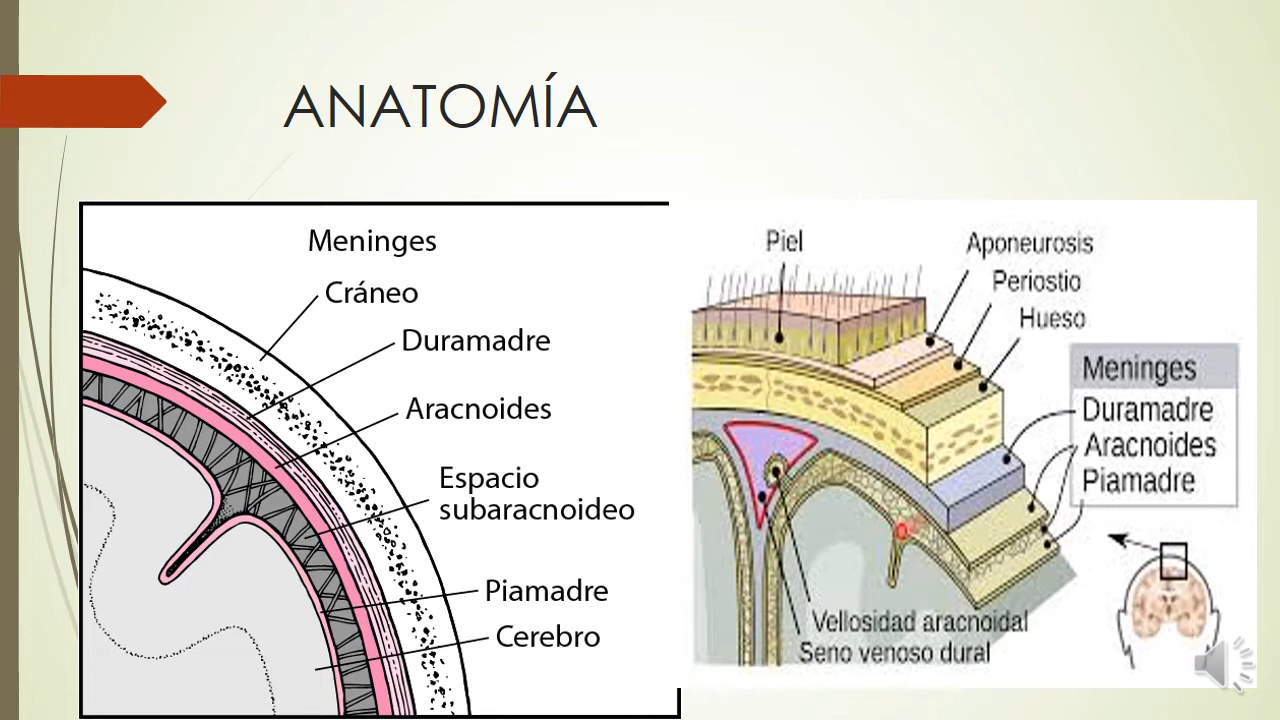 ANATOMÍA
Meninges
Cráneo
Duramadre
Aracnoides
Espacio
subaracnoideo
Piamadre
Cerebro
Piel
Aponeurosis
Periostio
Hueso
Meninges
Duramadre
Aracnoides
Piamadre
Vellosidad aracnoidal
Seno venoso dural